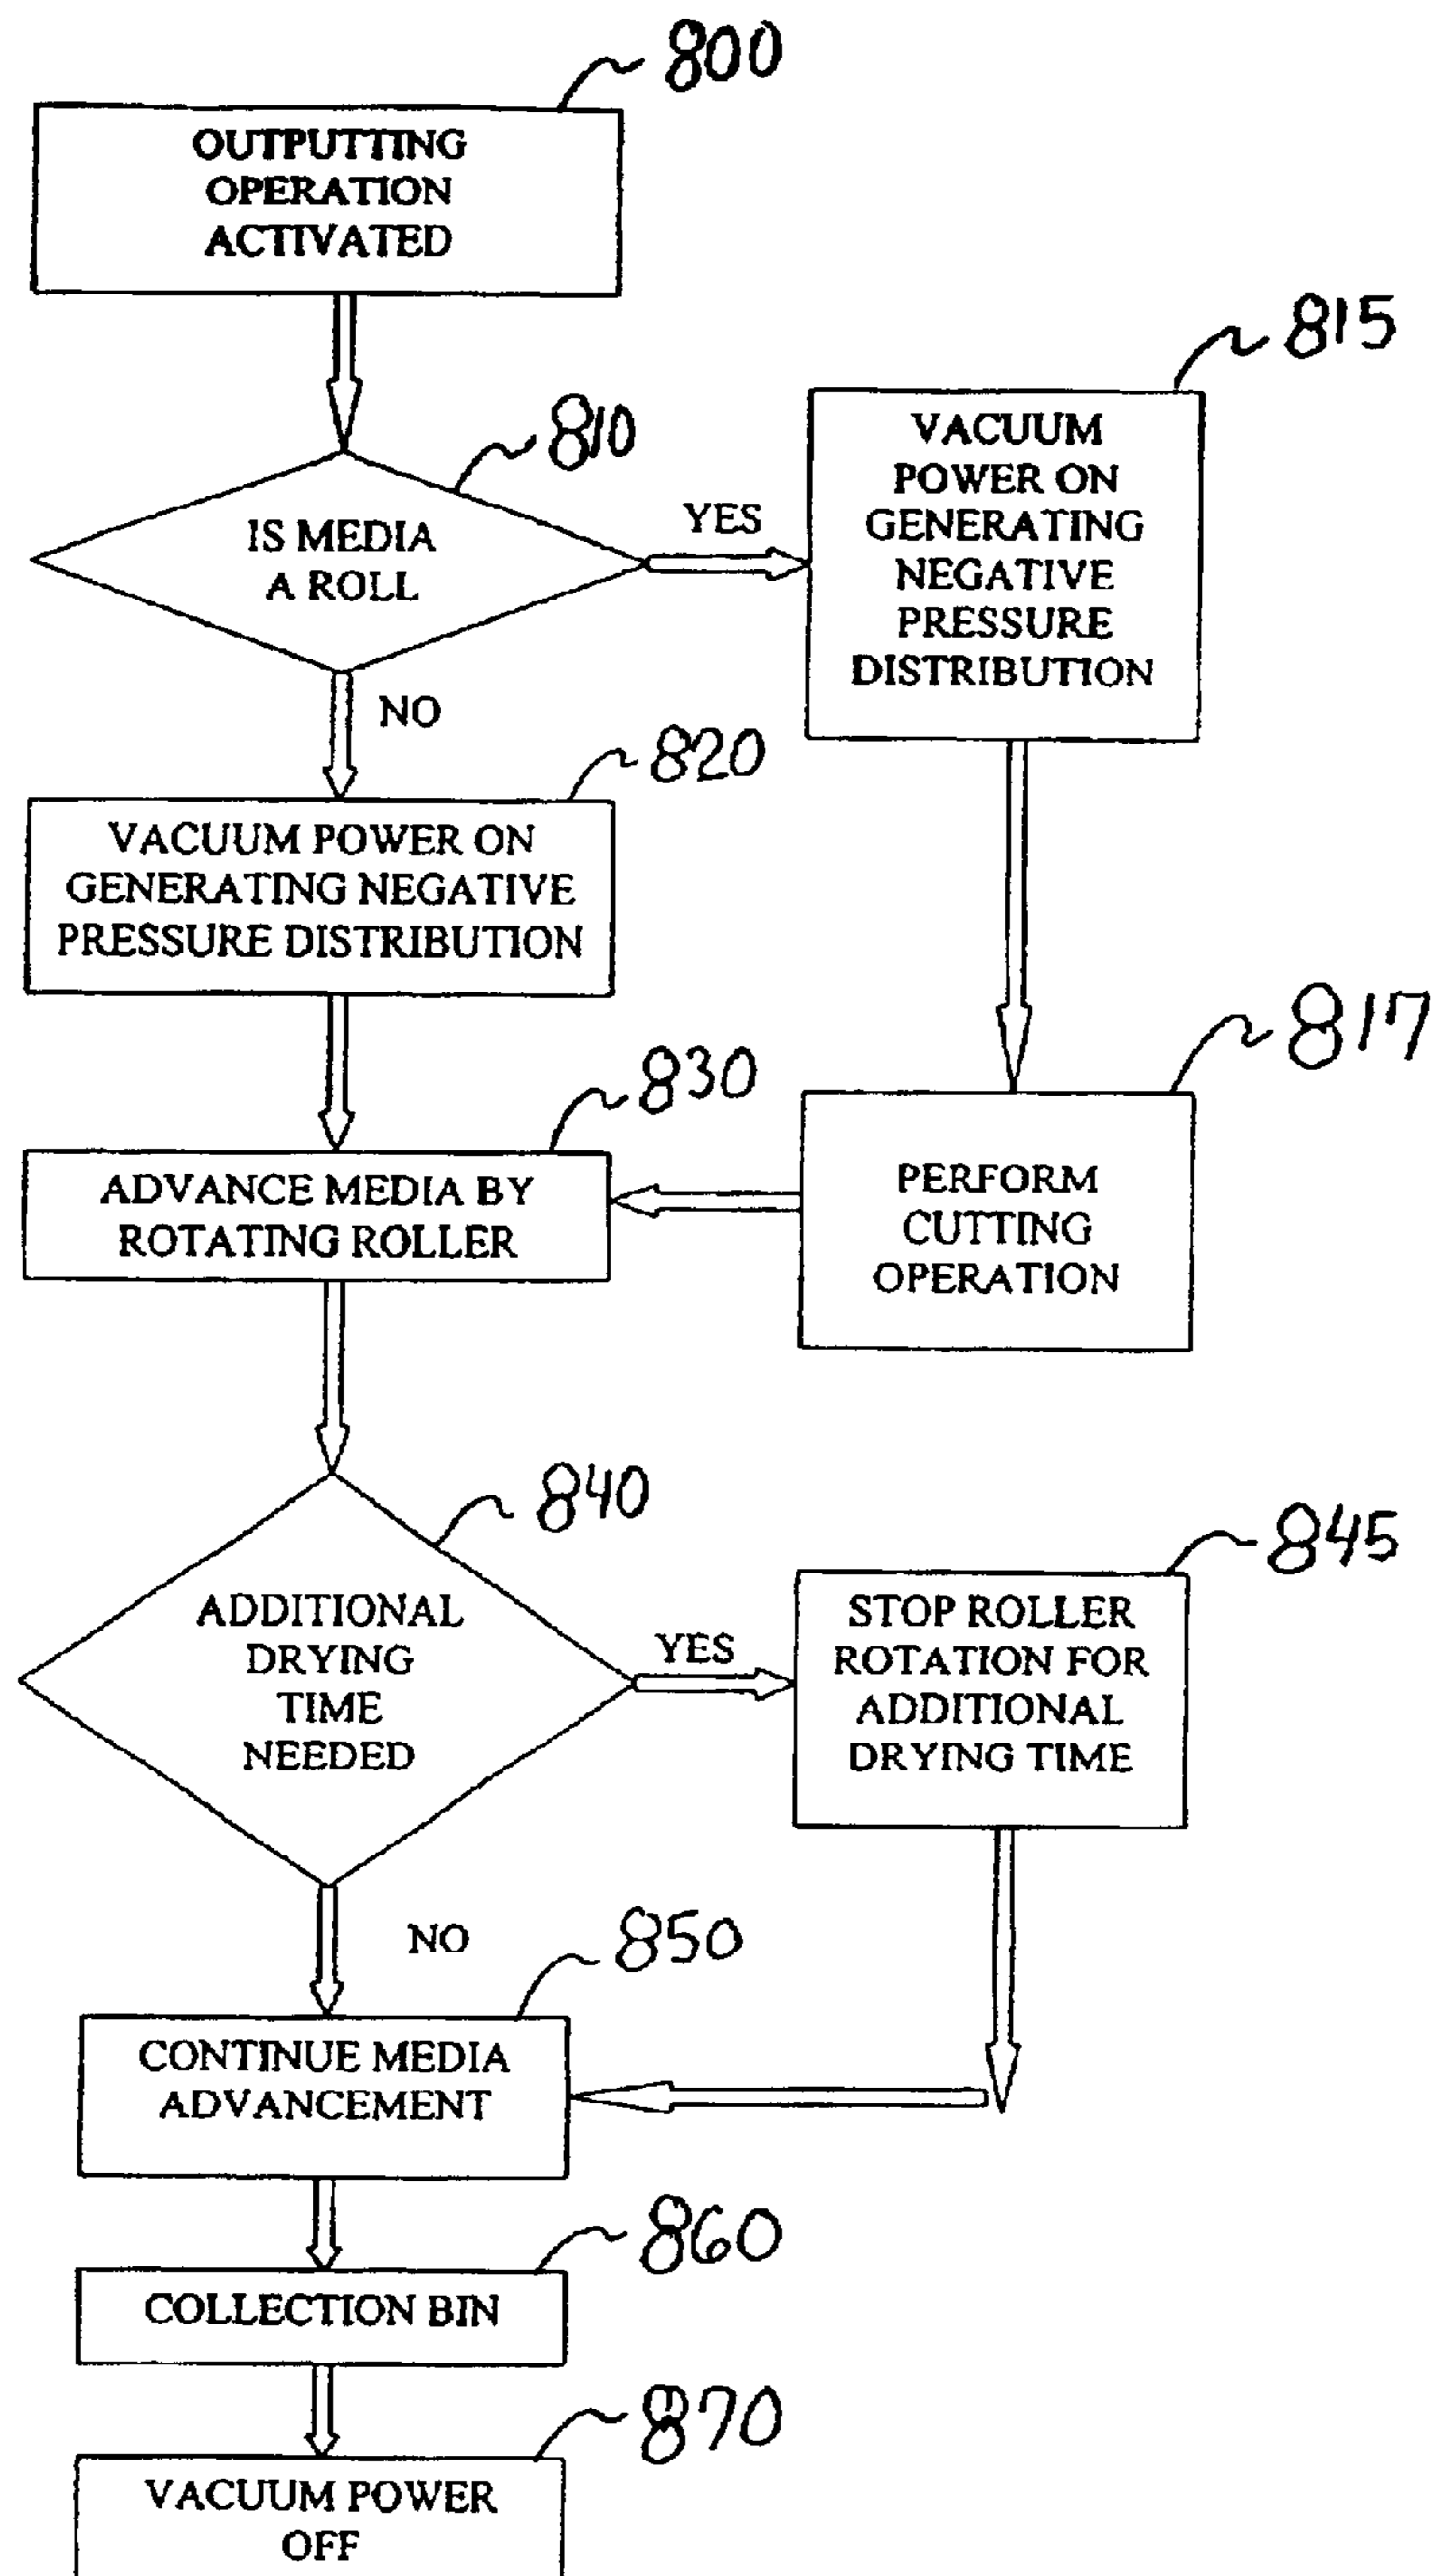 800
OUTPUTTING
OPERATION
ACTIVATED
810
IS MEDIA
A ROLL
YES
815
VACUUM
POWER ON
GENERATING
NEGATIVE
PRESSURE
DISTRIBUTION
NO
820
VACUUM POWER ON
GENERATING NEGATIVE
PRESSURE DISTRIBUTION
817
PERFORM
CUTTING
OPERATION
830
ADVANCE MEDIA BY
ROTATING ROLLER
840
ADDITIONAL
DRYING
TIME
NEEDED
YES
845
STOP ROLLER
ROTATION FOR
ADDITIONAL
DRYING TIME
NO
850
CONTINUE MEDIA
ADVANCEMENT
860
COLLECTION BIN
870
VACUUM POWER
OFF